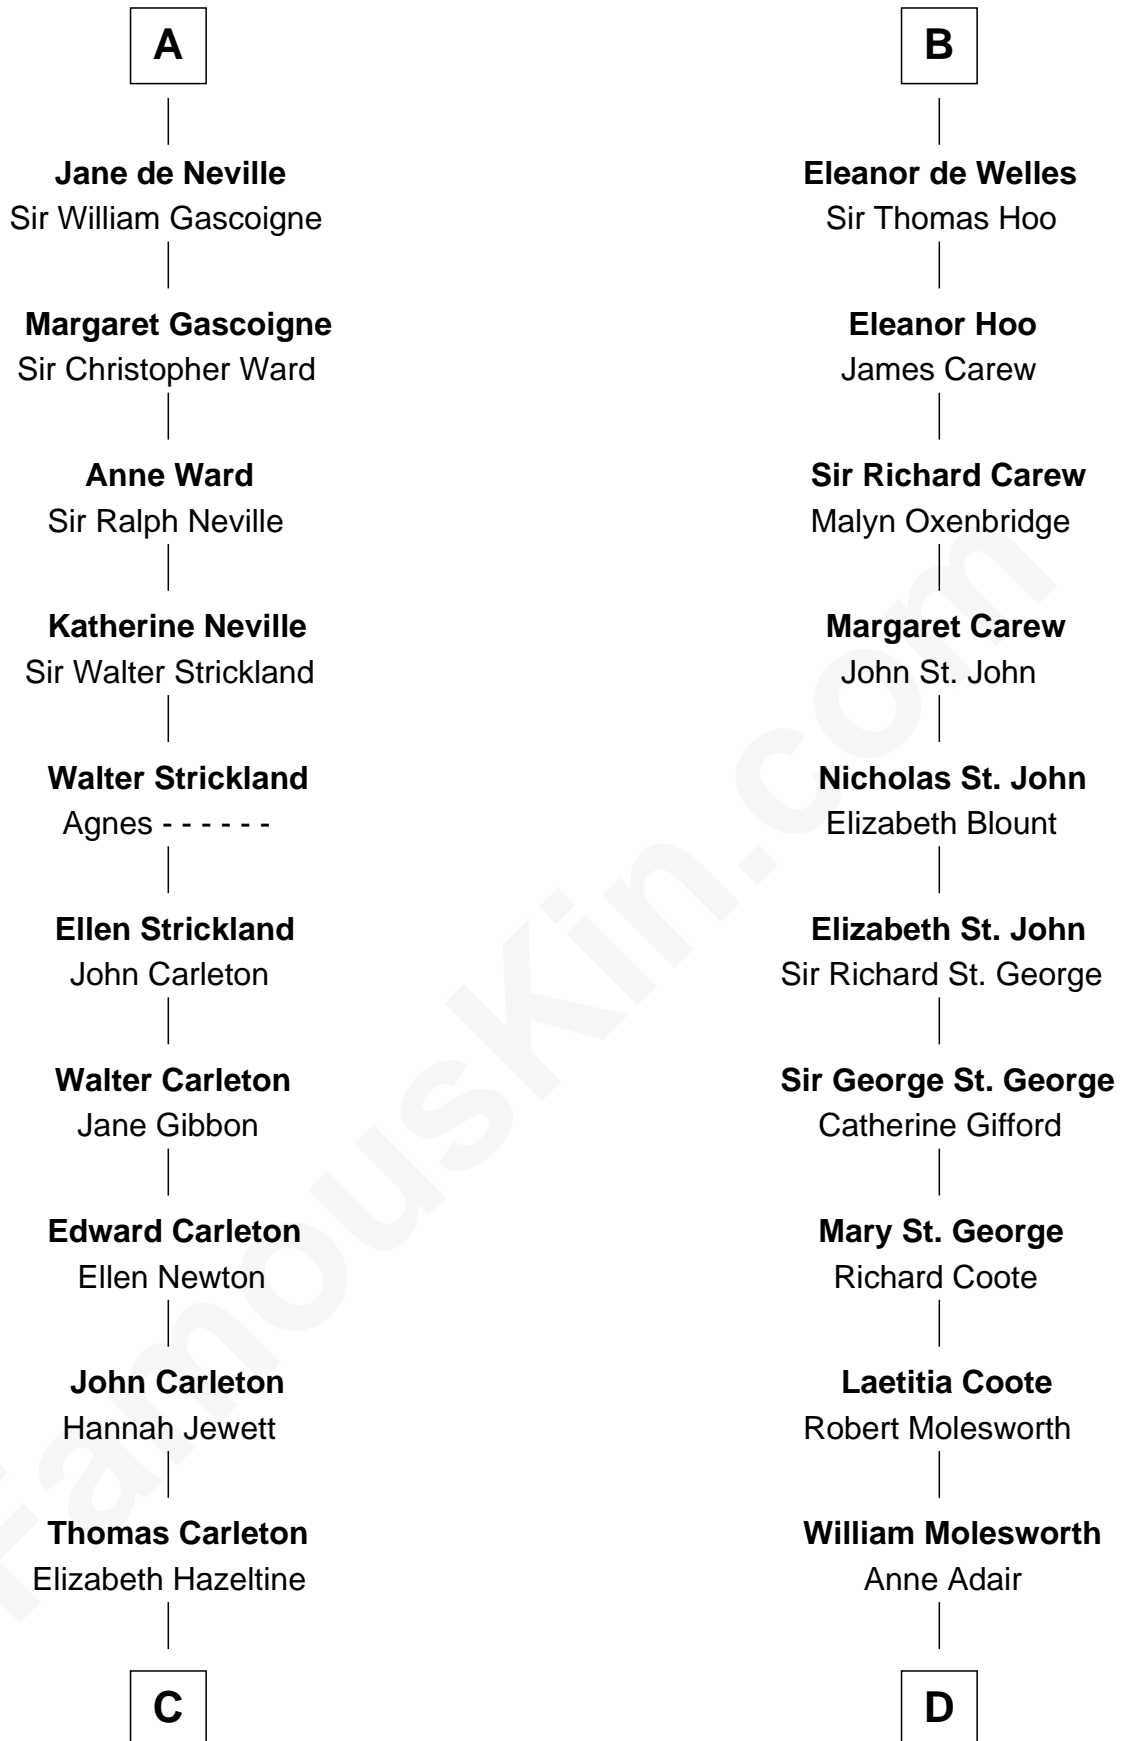 A
Jane de Neville
Sir William Gascoigne
Margaret Gascoigne
Sir Christopher Ward
Anne Ward
Sir Ralph Neville
Katherine Neville
Sir Walter Strickland
Walter Strickland
Agnes - - - - - -
Ellen Strickland
John Carleton
Walter Carleton
Jane Gibbon
Edward Carleton
Ellen Newton
John Carleton
Hannah Jewett
Thomas Carleton
Elizabeth Hazeltine
C
B
Eleanor de Welles
Sir Thomas Hoo
Eleanor Hoo
James Carew
Sir Richard Carew
Malyn Oxenbridge
Margaret Carew
John St. John
Nicholas St. John
Elizabeth Blount
Elizabeth St. John
Sir Richard St. George
Sir George St. George
Catherine Gifford
Mary St. George
Richard Coote
Laetitia Coote
Robert Molesworth
William Molesworth
Anne Adair
D
FamousKin.com